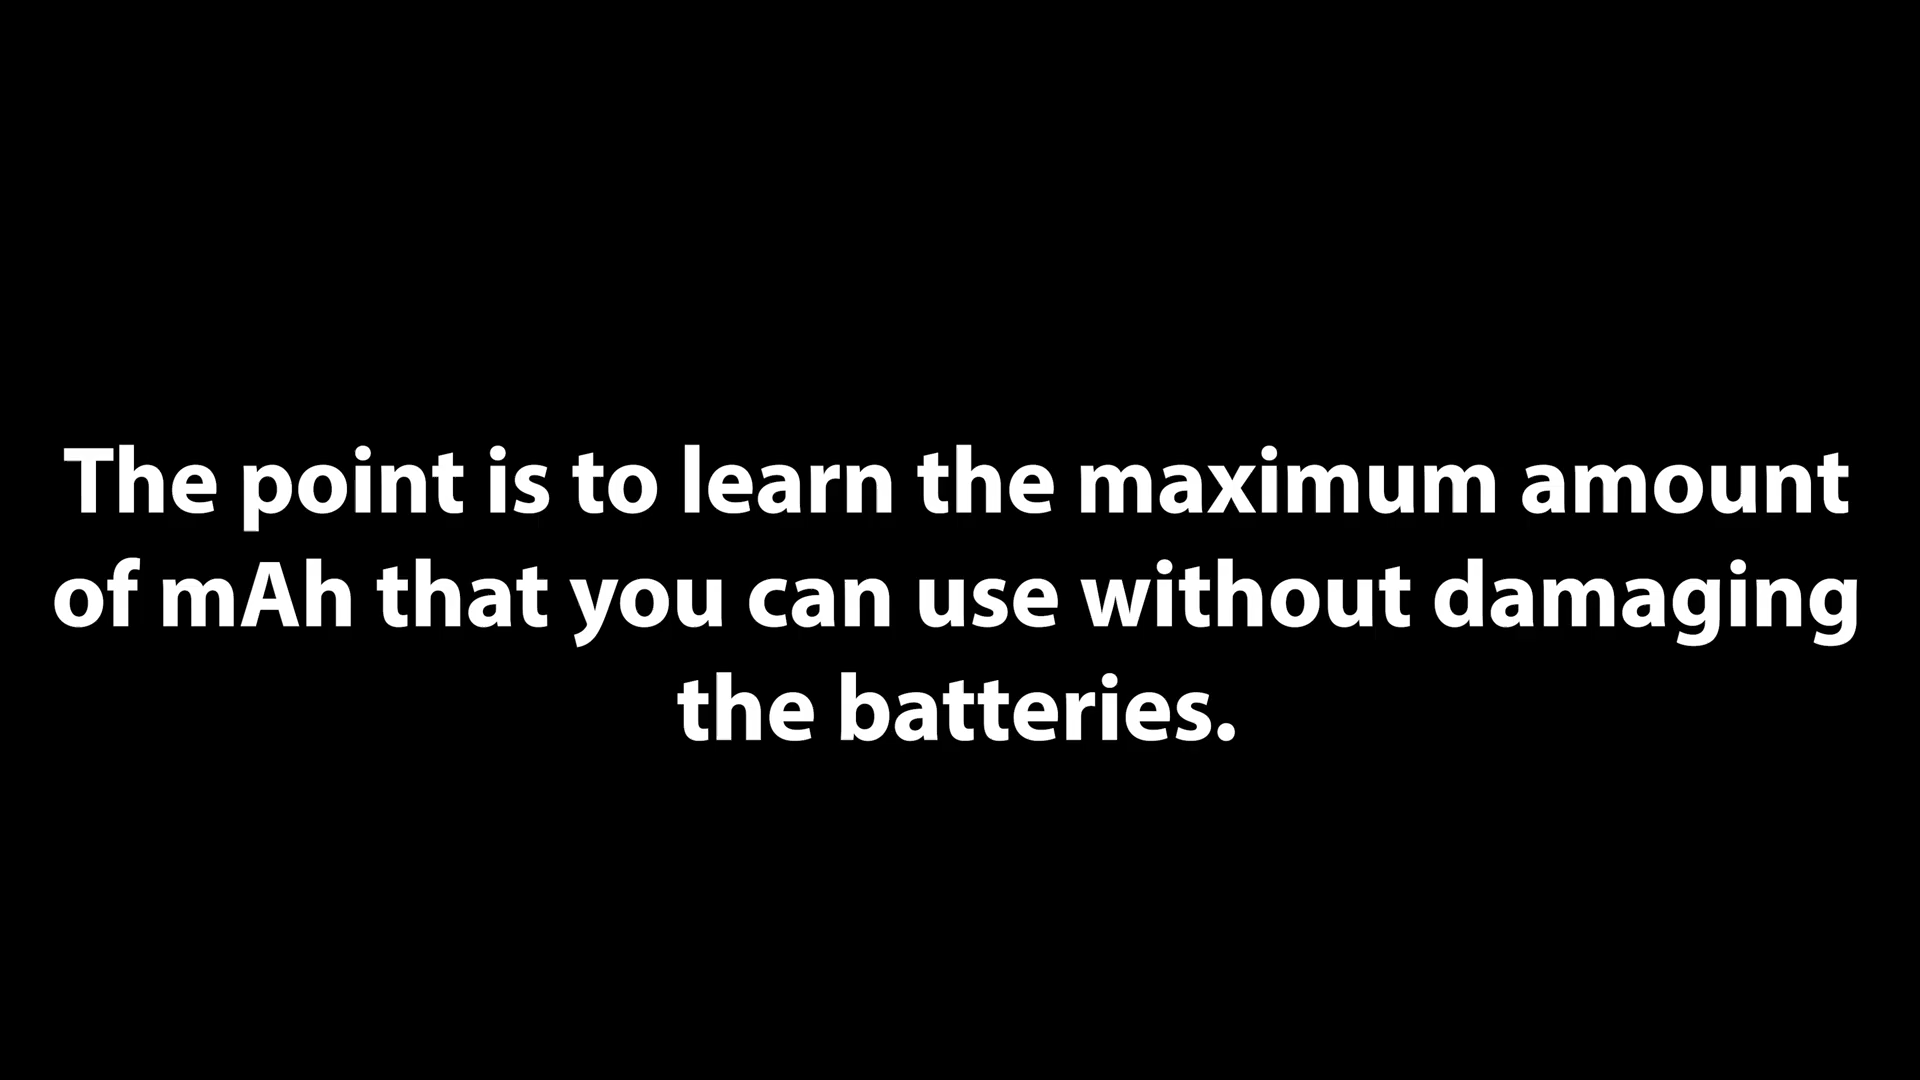 The point is to learn the maximum amount
of mAh that you can use without damaging
the batteries.